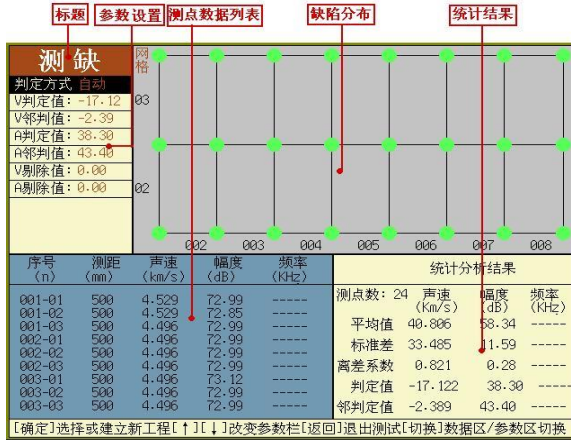 标题 参数设置 测点数据列表 缺陷分布 统计结果
测缺
网格
判定方式 自动
V判定值：-17.12
V邻判值：-2.39
A判定值：38.30
A邻判值：43.40
V剔除值：0.00
A剔除值：0.00
03
02
002 003 004 005 006 007 008
序号 测距 声速 幅度 频率
(n) (mm) (km/s) (dB) (KHz)
001-01 500 4.529 72.99 -----
001-02 500 4.529 72.85 -----
001-03 500 4.496 72.99 -----
002-01 500 4.496 72.99 -----
002-02 500 4.496 72.99 -----
002-03 500 4.496 72.99 -----
003-01 500 4.496 73.12 -----
003-02 500 4.496 72.99 -----
003-03 500 4.496 72.99 -----
统计分析结果
测点数：24 声速 幅度 频率
(Km/s) (dB) (KHz)
平均值 40.806 58.34 -----
标准差 33.485 11.59 -----
离差系数 0.821 0.28 -----
判定值 -17.122 38.30 -----
邻判定值 -2.389 43.40 -----
[确定]选择或建立新工程[↑][↓]改变参数栏[返回]退出测试[切换]数据区/参数区切换